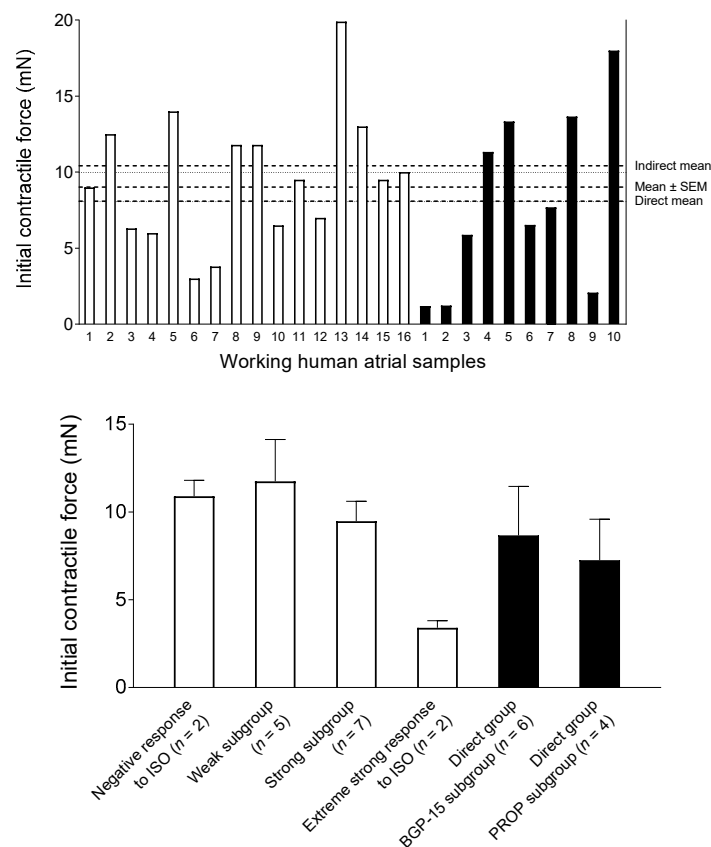 Initial contractile force (mN)
20
15
10
5
0
Indirect mean
Mean ± SEM
Direct mean
1 2 3 4 5 6 7 8 9 10 11 12 13 14 15 16 1 2 3 4 5 6 7 8 9 10
Working human atrial samples
Initial contractile force (mN)
15
10
5
0
Negative response
to ISO (n = 2)
Weak subgroup
(n = 5)
Strong subgroup
(n = 7)
Extreme strong response
to ISO (n = 2)
Direct group
BGP-15 subgroup (n = 6)
Direct group
PROP subgroup (n = 4)